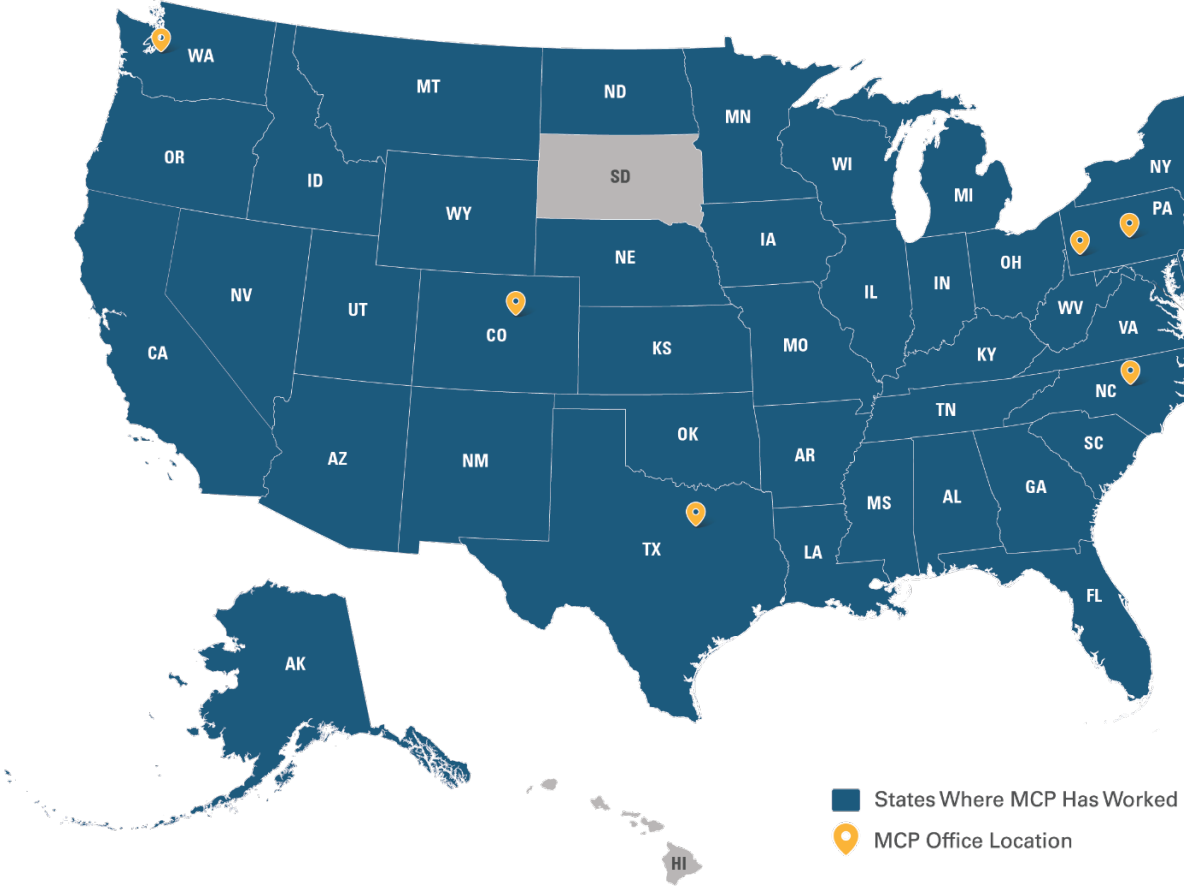 WA
MT
ND
MN
OR
ID
SD
WI
NY
WY
MI
PA
IA
NE
OH
NV
IN
IL
UT
WV
CO
VA
CA
KS
MO
KY
NC
TN
OK
SC
AZ
NM
AR
GA
MS
AL
TX
LA
FL
AK
States Where MCP Has Worked
MCP Office Location
HI